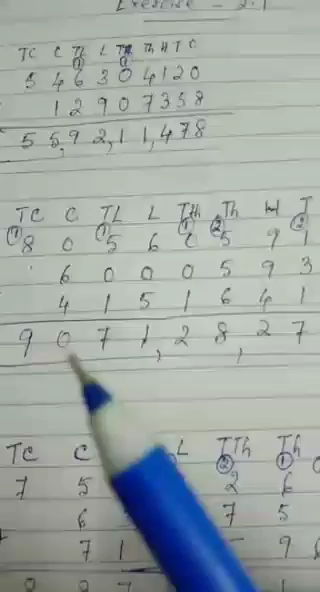 Exercise - 2.1
TC C TL L TTh Th H T O
5 4 6 3 0 4 1 2 0
1 2 9 0 7 3 5 8
5 5,9 2,1 1,4 7 8
TC C TL L TTh Th H T
8 0 5 6 5 9 1
6 0 0 0 5 9 3
4 1 5 1 6 4 1
9 0 7 1, 2 8, 2 7
TC C L TTh Th
7 5 2 6
6 7 5
7 1 9